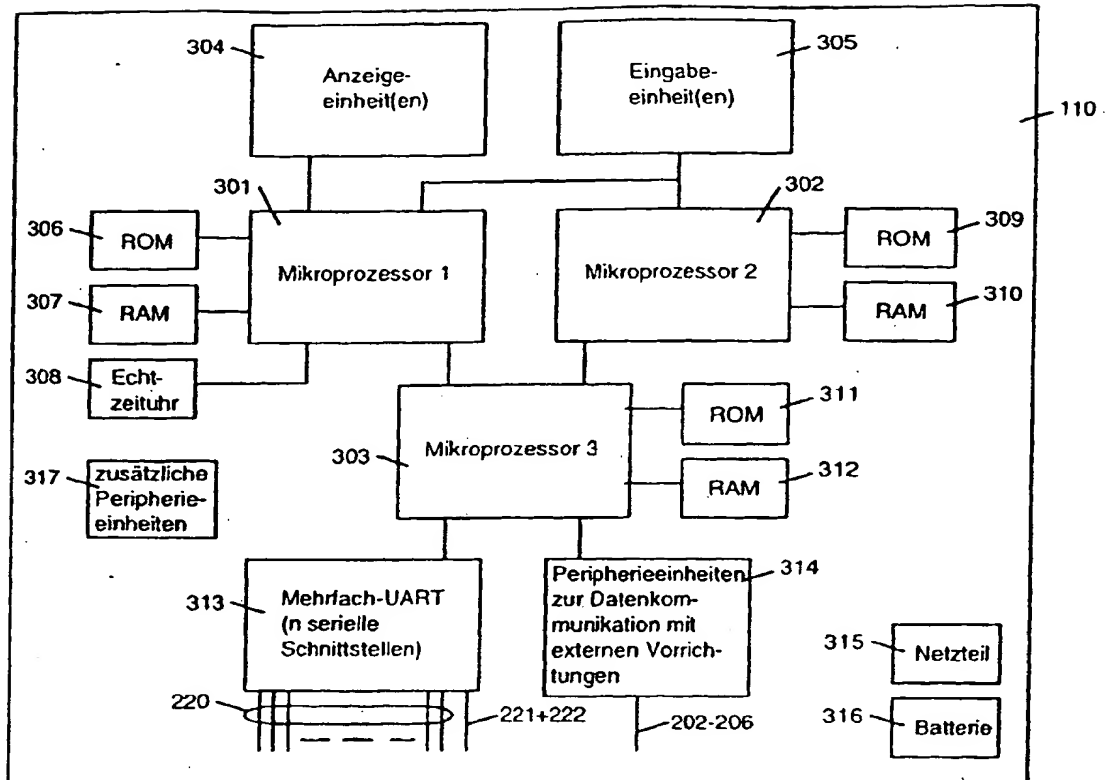 304
Anzeige-
einheit(en)
Eingabe-
einheit(en)
305
110
301
302
306
ROM
Mikroprozessor 1
Mikroprozessor 2
ROM
309
307
RAM
RAM
310
308
Echt-
zeituhr
303
Mikroprozessor 3
ROM
311
RAM
312
317
zusätzliche
Peripherie-
einheiten
313
Mehrfach-UART
(n serielle
Schnittstellen)
Peripherieeinheiten
zur Datenkom-
munikation mit
externen Vorrich-
tungen
314
315
Netzteil
316
Batterie
220
221+222
202-206